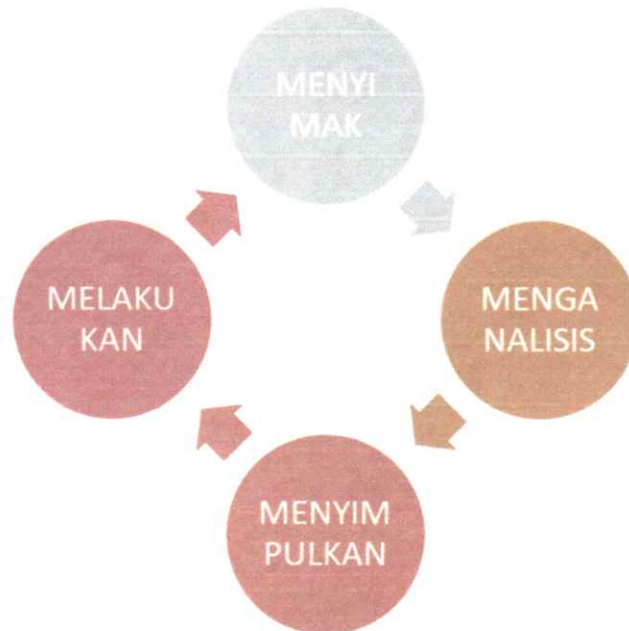 MENYI
MAK
MENGA
NALISIS
MENYIM
PULKAN
MELAKU
KAN